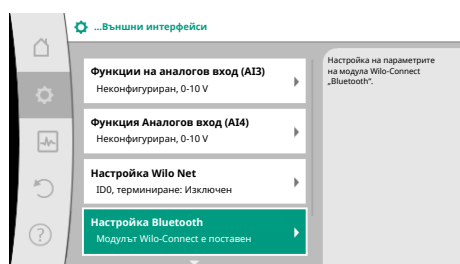 ...Външни интерфейси
Функции на аналогов вход (AI3)
Неконфигуриран, 0-10 V
Функция Аналогов вход (AI4)
Неконфигуриран, 0-10 V
Настройка Wilo Net
ID0, терминиране: Изключен
Настройка Bluetooth
Модулът Wilo-Connect е поставен
Настройка на параметрите
на модула Wilo-Connect
„Bluetooth“.